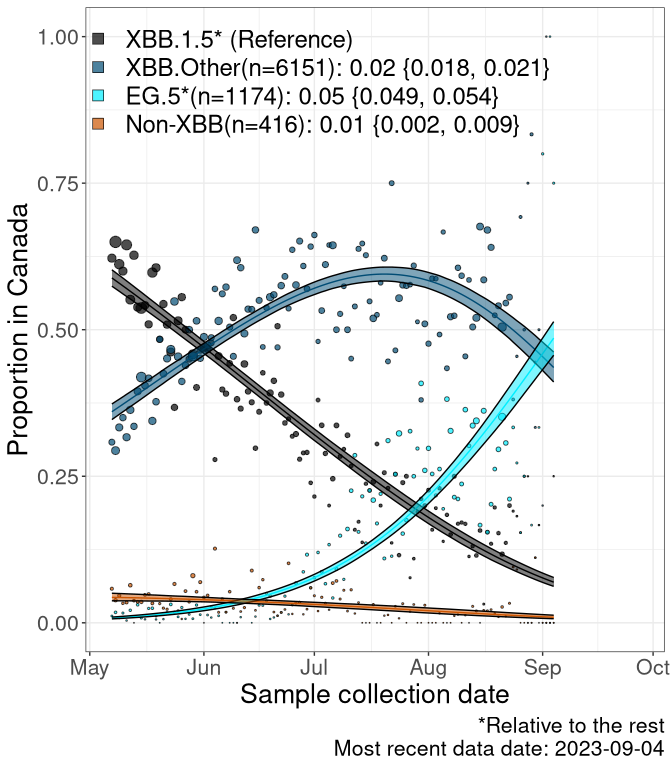 XBB.1.5* (Reference)
XBB.Other(n=6151): 0.02 {0.018, 0.021}
EG.5*(n=1174): 0.05 {0.049, 0.054}
Non-XBB(n=416): 0.01 {0.002, 0.009}
Proportion in Canada
1.00
0.75
0.50
0.25
0.00
May Jun Jul Aug Sep Oct
Sample collection date
*Relative to the rest
Most recent data date: 2023-09-04